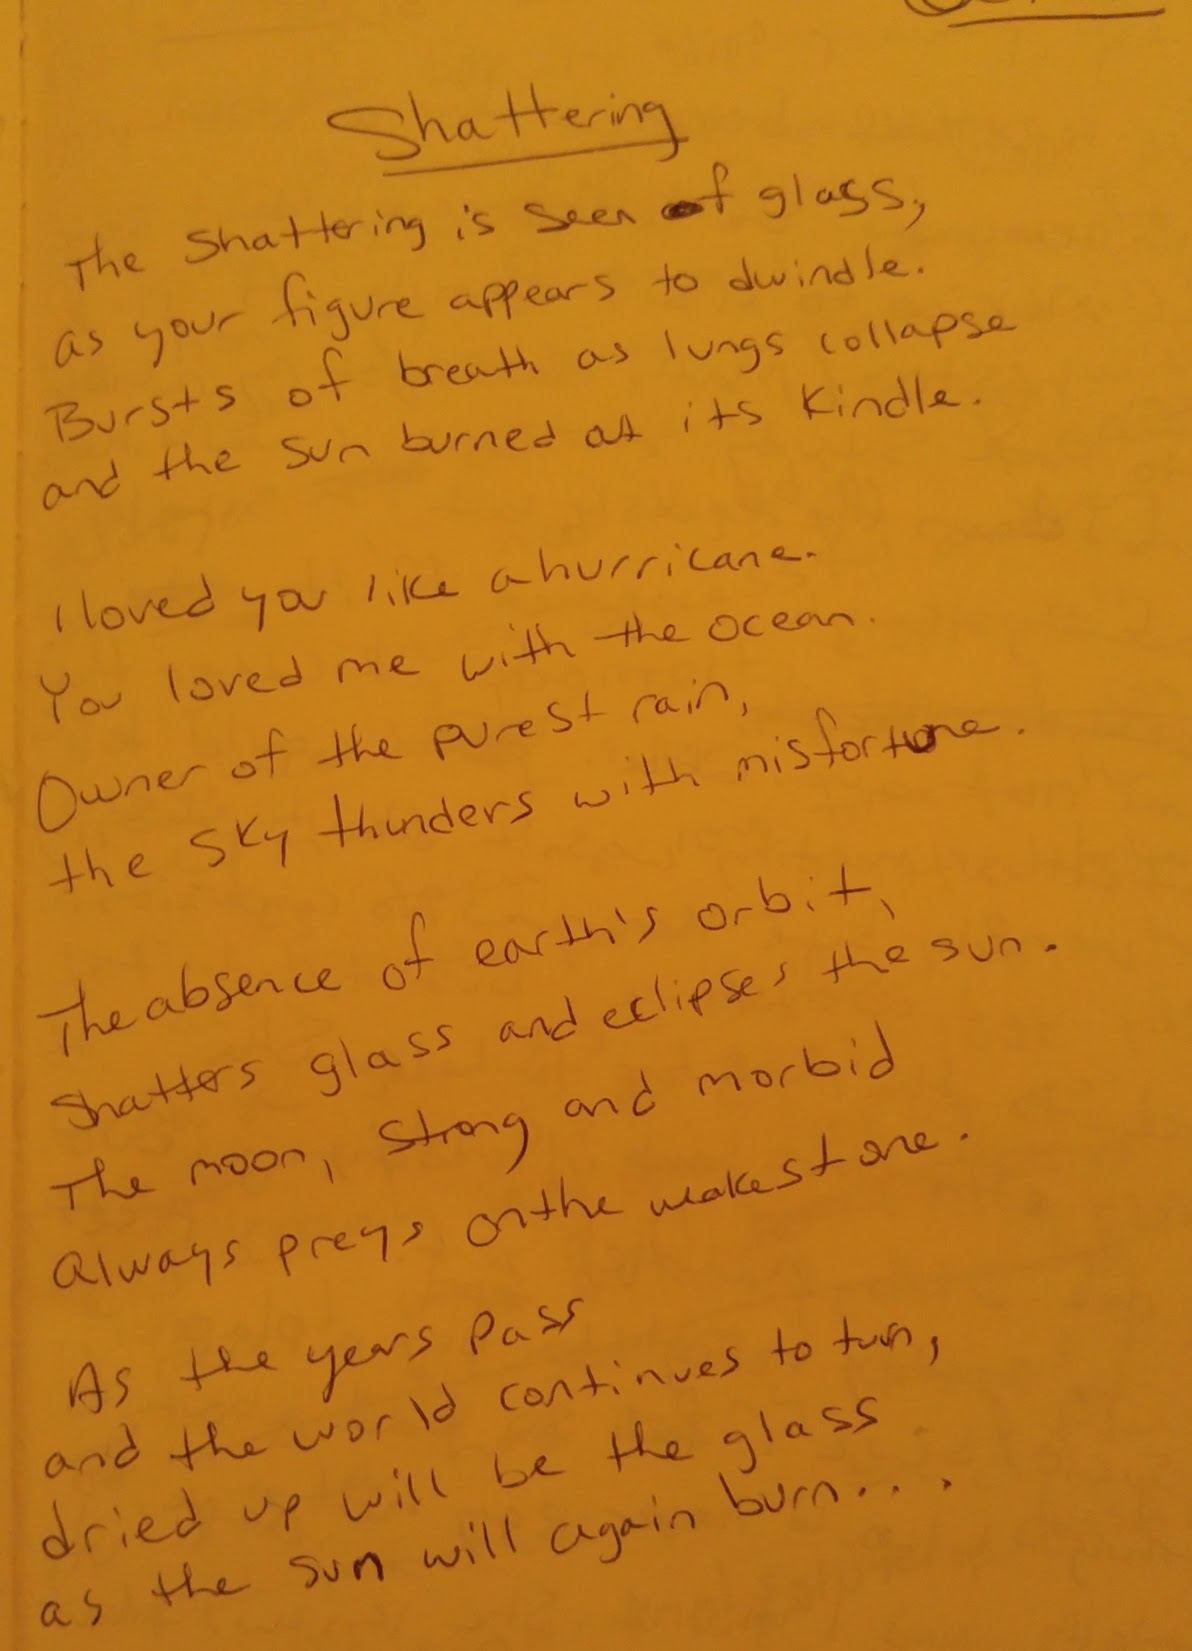 Shattering
The Shattering is seen of glass,
as your figure appears to dwindle.
Bursts of breath as lungs collapse
and the sun burned at its kindle.
I loved you like a hurricane.
You loved me with the ocean.
Owner of the purest rain,
the sky thunders with misfortune.
The absence of earth's orbit,
Shatters glass and eclipses the sun.
The moon, strong and morbid
Always preys on the weakest one.
As the years pass
and the world continues to turn,
dried up will be the glass
as the sun will again burn...